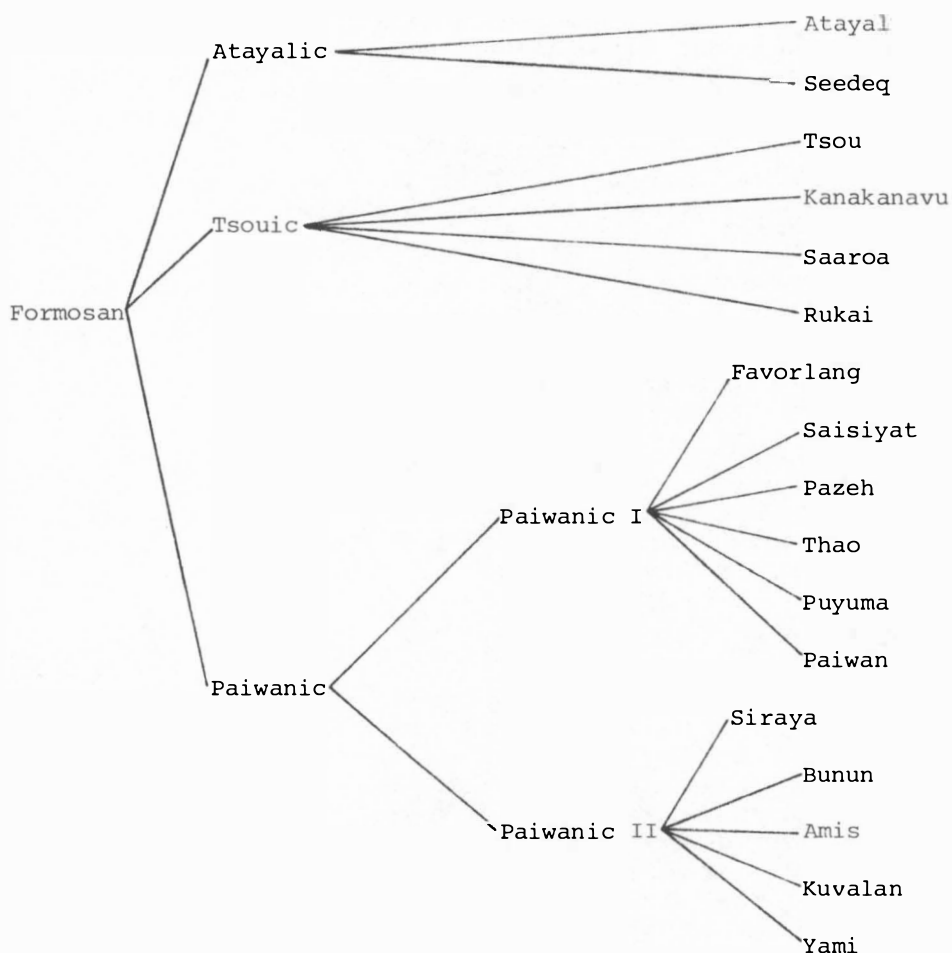 Atayal
Atayalic
Seedeq
Tsou
Kanakanavu
Tsouic
Saaroa
Formosan
Rukai
Favorlang
Saisiyat
Pazeh
Paiwanic I
Thao
Puyuma
Paiwan
Paiwanic
Siraya
Bunun
Paiwanic II
Amis
Kuvalan
Yami